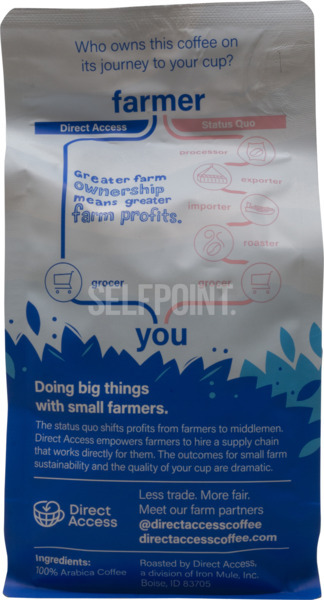 Who owns this coffee on
its journey to your cup?
farmer
Direct Access
Status Quo
processor
exporter
Greater farm
ownership
means greater
farm profits.
importer
roaster
grocer
grocer
SELFPOINT.
you
Doing big things
with small farmers.
The status quo shifts profits from farmers to middlemen.
Direct Access empowers farmers to hire a supply chain
that works directly for them. The outcomes for small farm
sustainability and the quality of your cup are dramatic.
Direct
Access
Less trade. More fair.
Meet our farm partners
@directaccesscoffee
directaccesscoffee.com
Ingredients:
100% Arabica Coffee
Roasted by Direct Access,
a division of Iron Mule, Inc.
Boise, ID 83705